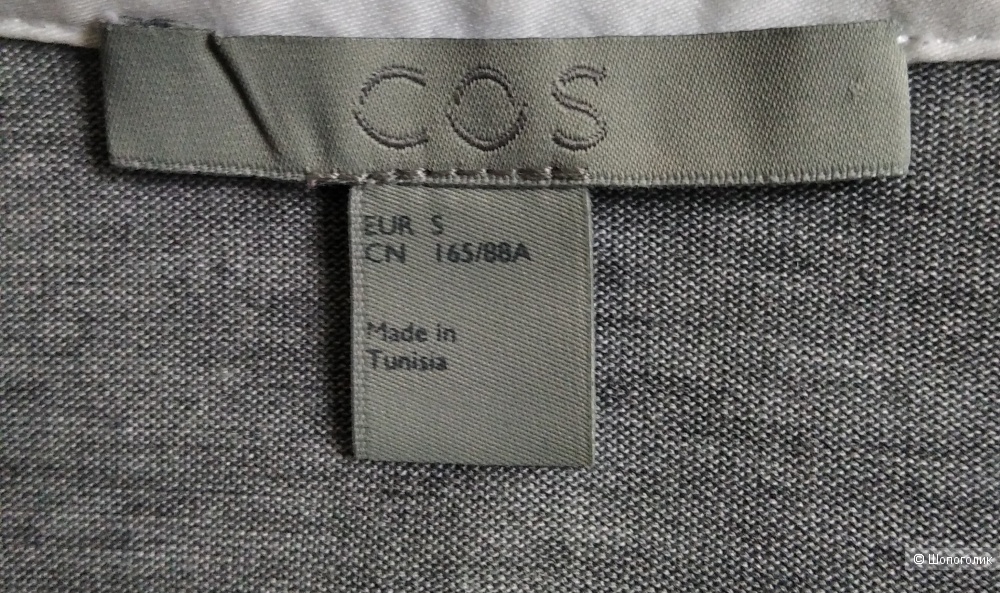 COS
EUR S
CN 165/88A
Made in
Tunisia
© Шопоголик